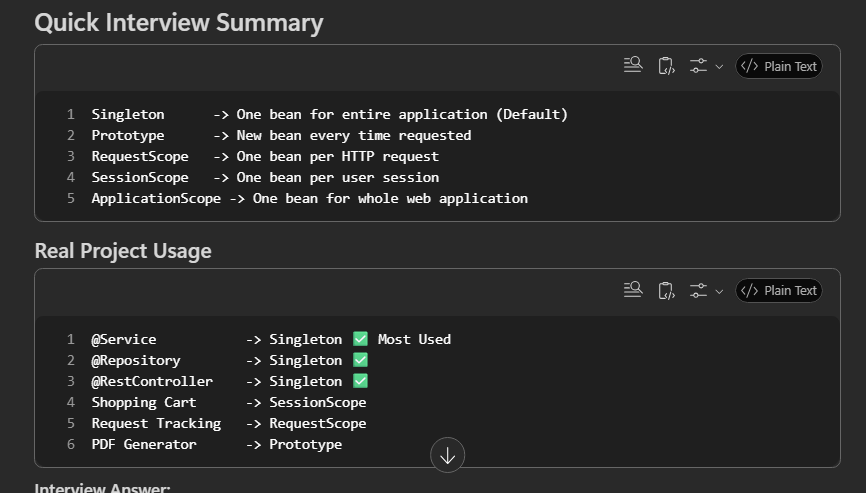 Quick Interview Summary
</> Plain Text
1 Singleton -> One bean for entire application (Default)
2 Prototype -> New bean every time requested
3 RequestScope -> One bean per HTTP request
4 SessionScope -> One bean per user session
5 ApplicationScope -> One bean for whole web application
Real Project Usage
</> Plain Text
1 @Service -> Singleton ✅ Most Used
2 @Repository -> Singleton ✅
3 @RestController -> Singleton ✅
4 Shopping Cart -> SessionScope
5 Request Tracking -> RequestScope
6 PDF Generator -> Prototype
Interview Answer: